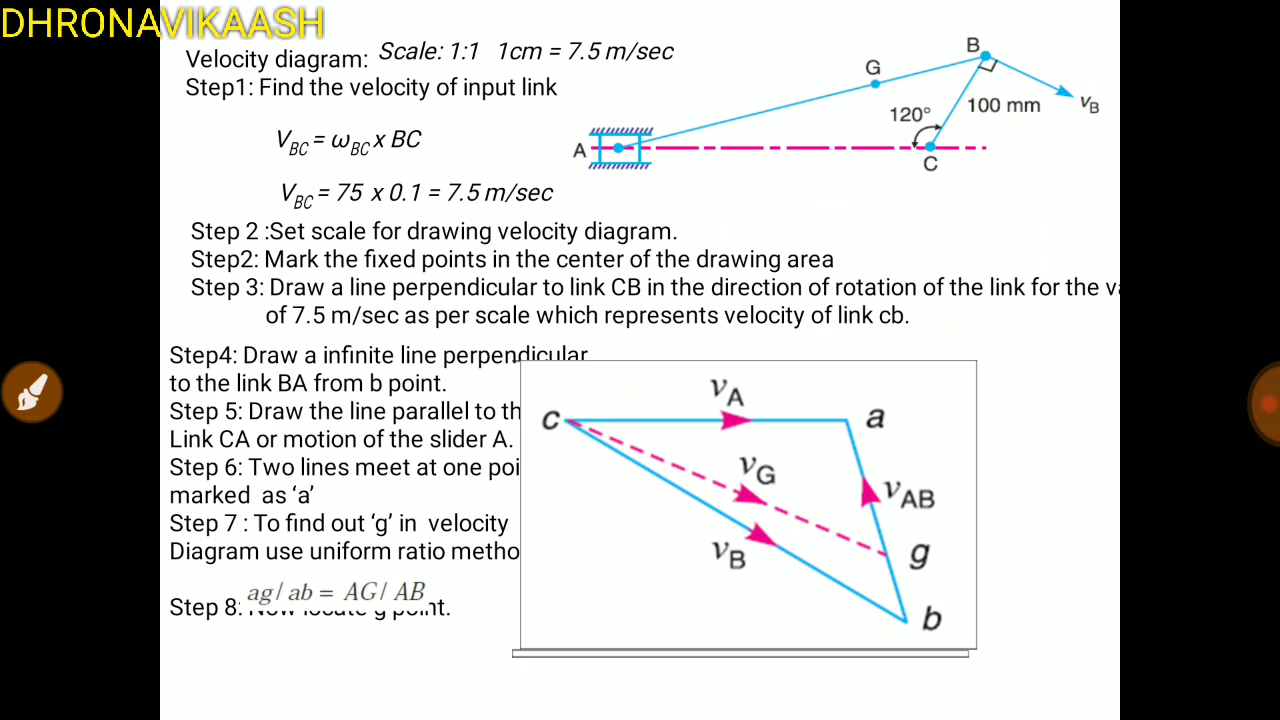 DHRONAVIKAASH
Velocity diagram: Scale: 1:1 1cm = 7.5 m/sec
Step1: Find the velocity of input link
V_BC = ω_BC x BC
V_BC = 75 x 0.1 = 7.5 m/sec
B
G
v_B
100 mm
120°
A
C
Step 2 :Set scale for drawing velocity diagram.
Step2: Mark the fixed points in the center of the drawing area
Step 3: Draw a line perpendicular to link CB in the direction of rotation of the link for the
of 7.5 m/sec as per scale which represents velocity of link cb.
Step4: Draw a infinite line perpendicular
to the link BA from b point.
Step 5: Draw the line parallel to th
Link CA or motion of the slider A.
Step 6: Two lines meet at one poi
marked as ‘a’
Step 7 : To find out ‘g’ in velocity
Diagram use uniform ratio metho
ag/ ab = AG/ AB
Step 8:
c
v_A
a
v_G
v_AB
v_B
g
b